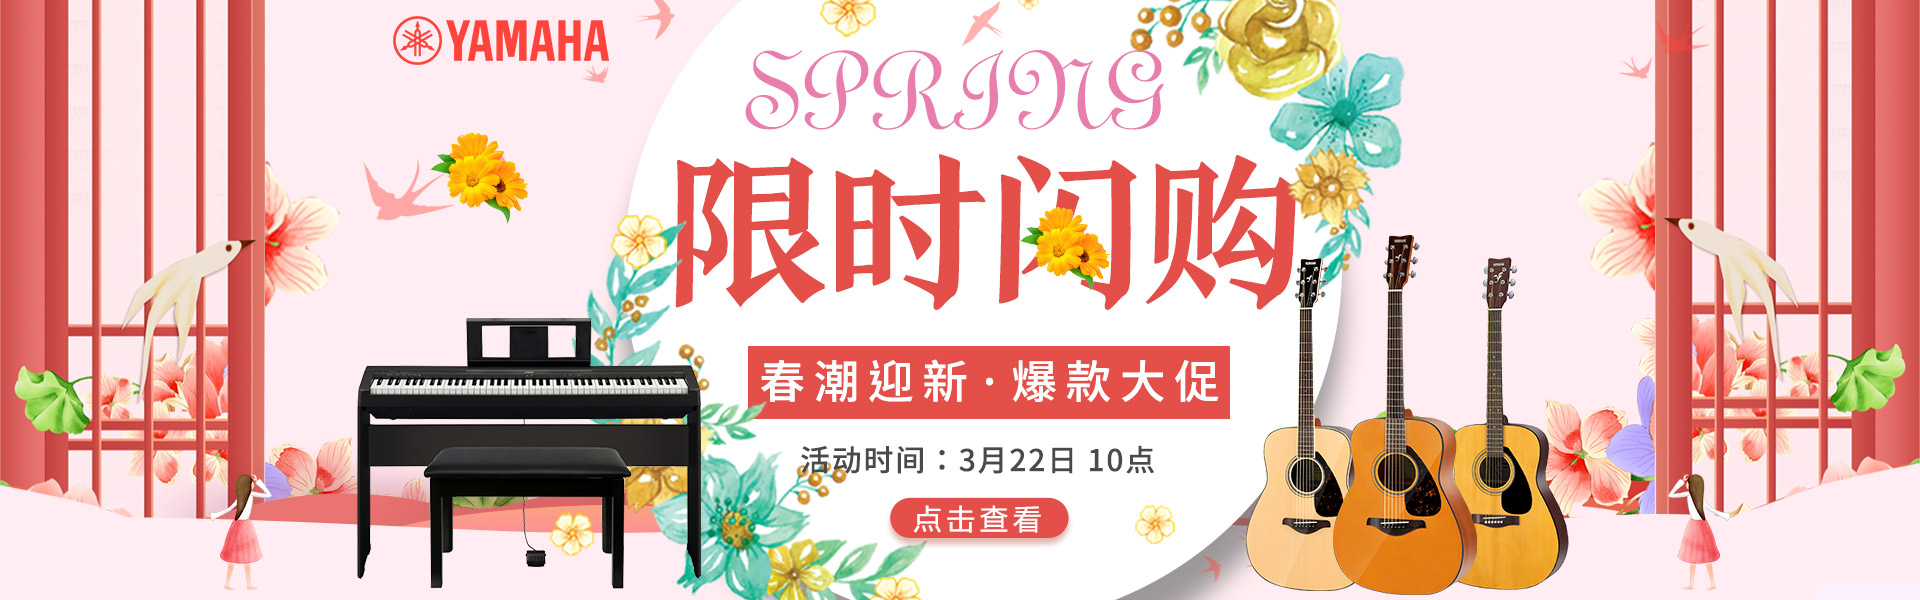 YAMAHA
SPRING
限时闪购
春潮迎新·爆款大促
活动时间：3月22日 10点
点击查看